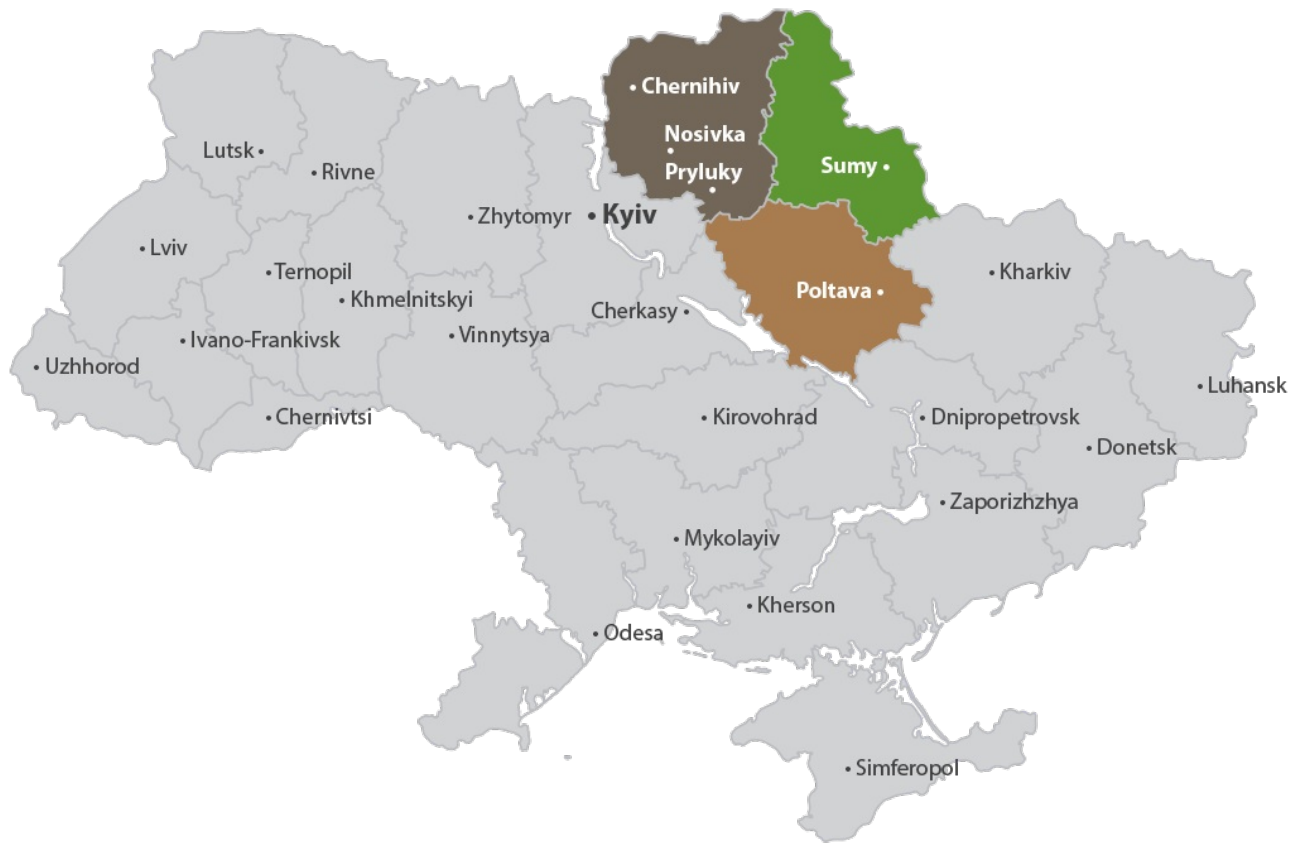 Chernihiv
Nosivka
Lutsk
Sumy
Rivne
Pryluky
Kyiv
Zhytomyr
Lviv
Ternopil
Kharkiv
Poltava
Khmelnitskyi
Cherkasy
Vinnytsya
Ivano-Frankivsk
Uzhhorod
Luhansk
Chernivtsi
Kirovohrad
Dnipropetrovsk
Donetsk
Zaporizhzhya
Mykolayiv
Kherson
Odesa
Simferopol